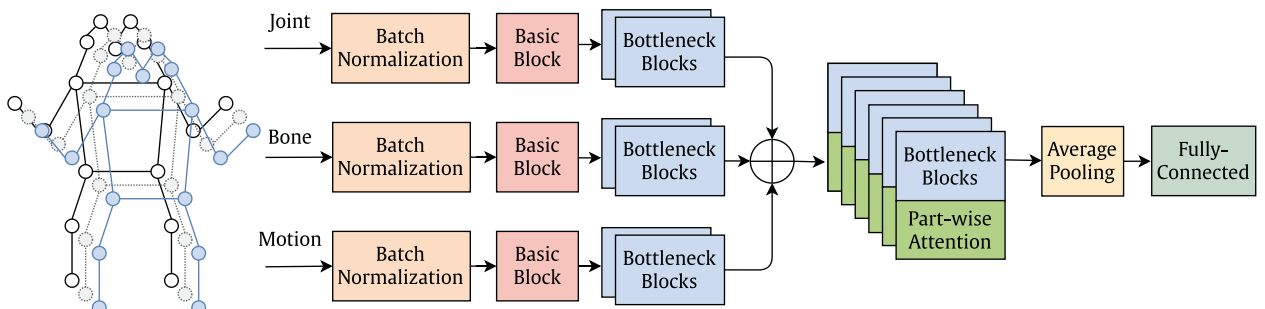 Joint
Batch
Normalization
Basic
Block
Bottleneck
Blocks
Bone
Batch
Normalization
Basic
Block
Bottleneck
Blocks
Motion
Batch
Normalization
Basic
Block
Bottleneck
Blocks
Bottleneck
Blocks
Part-wise
Attention
Average
Pooling
Fully-
Connected